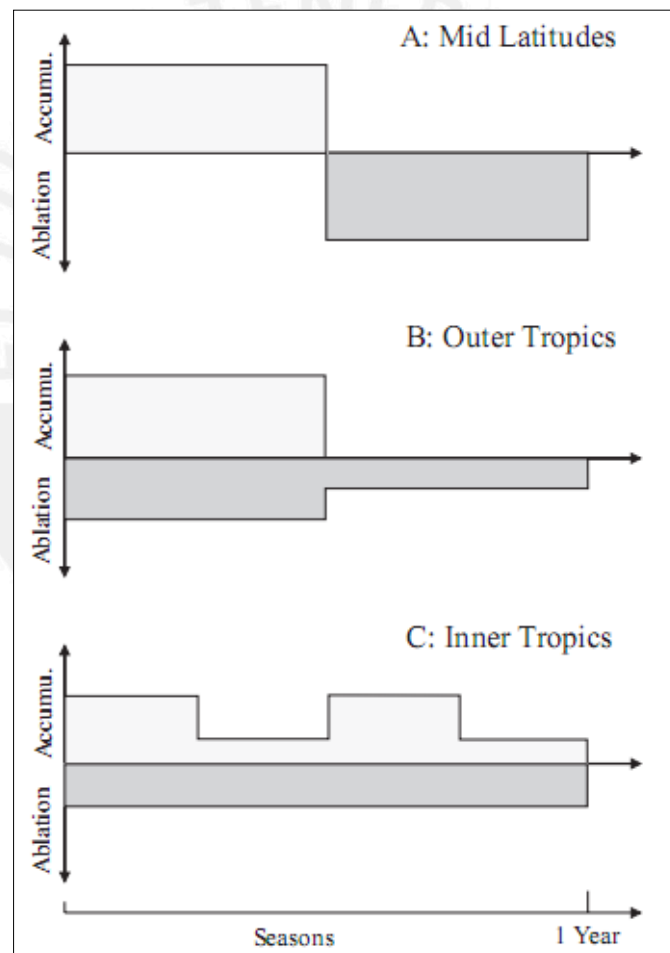 A: Mid Latitudes
Accumu.
Ablation
B: Outer Tropics
Accumu.
Ablation
C: Inner Tropics
Accumu.
Ablation
Seasons
1 Year